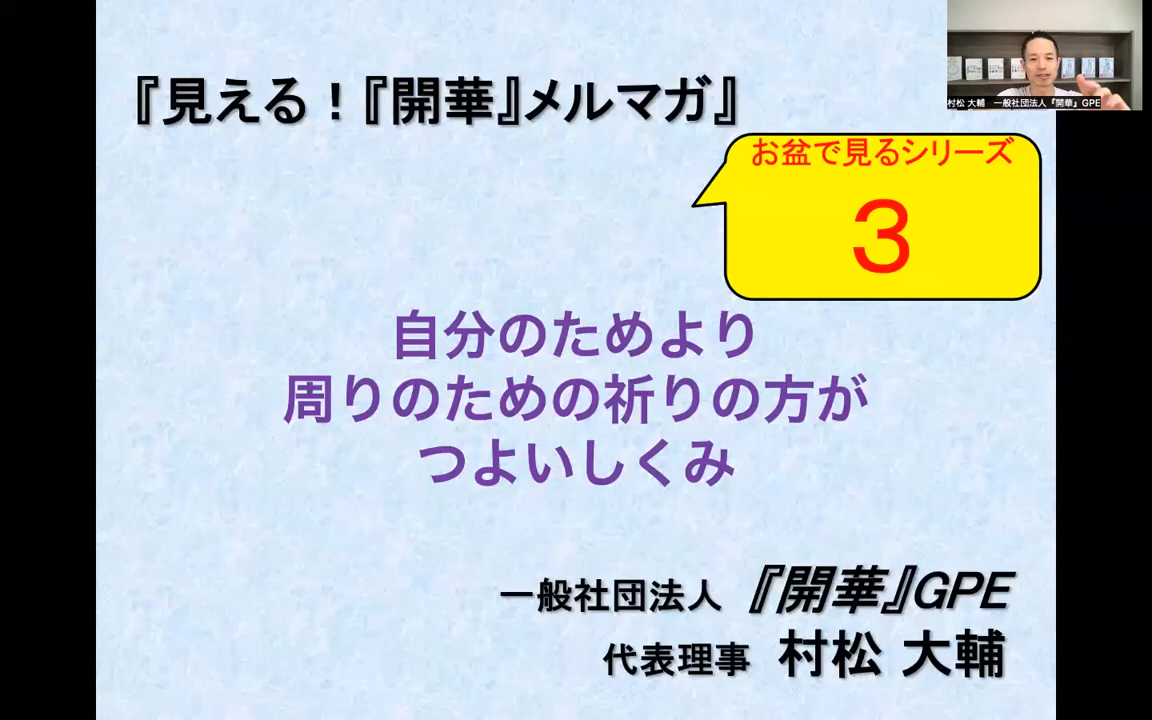 『見える！『開華』メルマガ』
村松 大輔　一般社団法人『開華』GPE
お盆で見るシリーズ
３
自分のためより
周りのための祈りの方が
つよいしくみ
一般社団法人 『開華』GPE
代表理事 村松 大輔